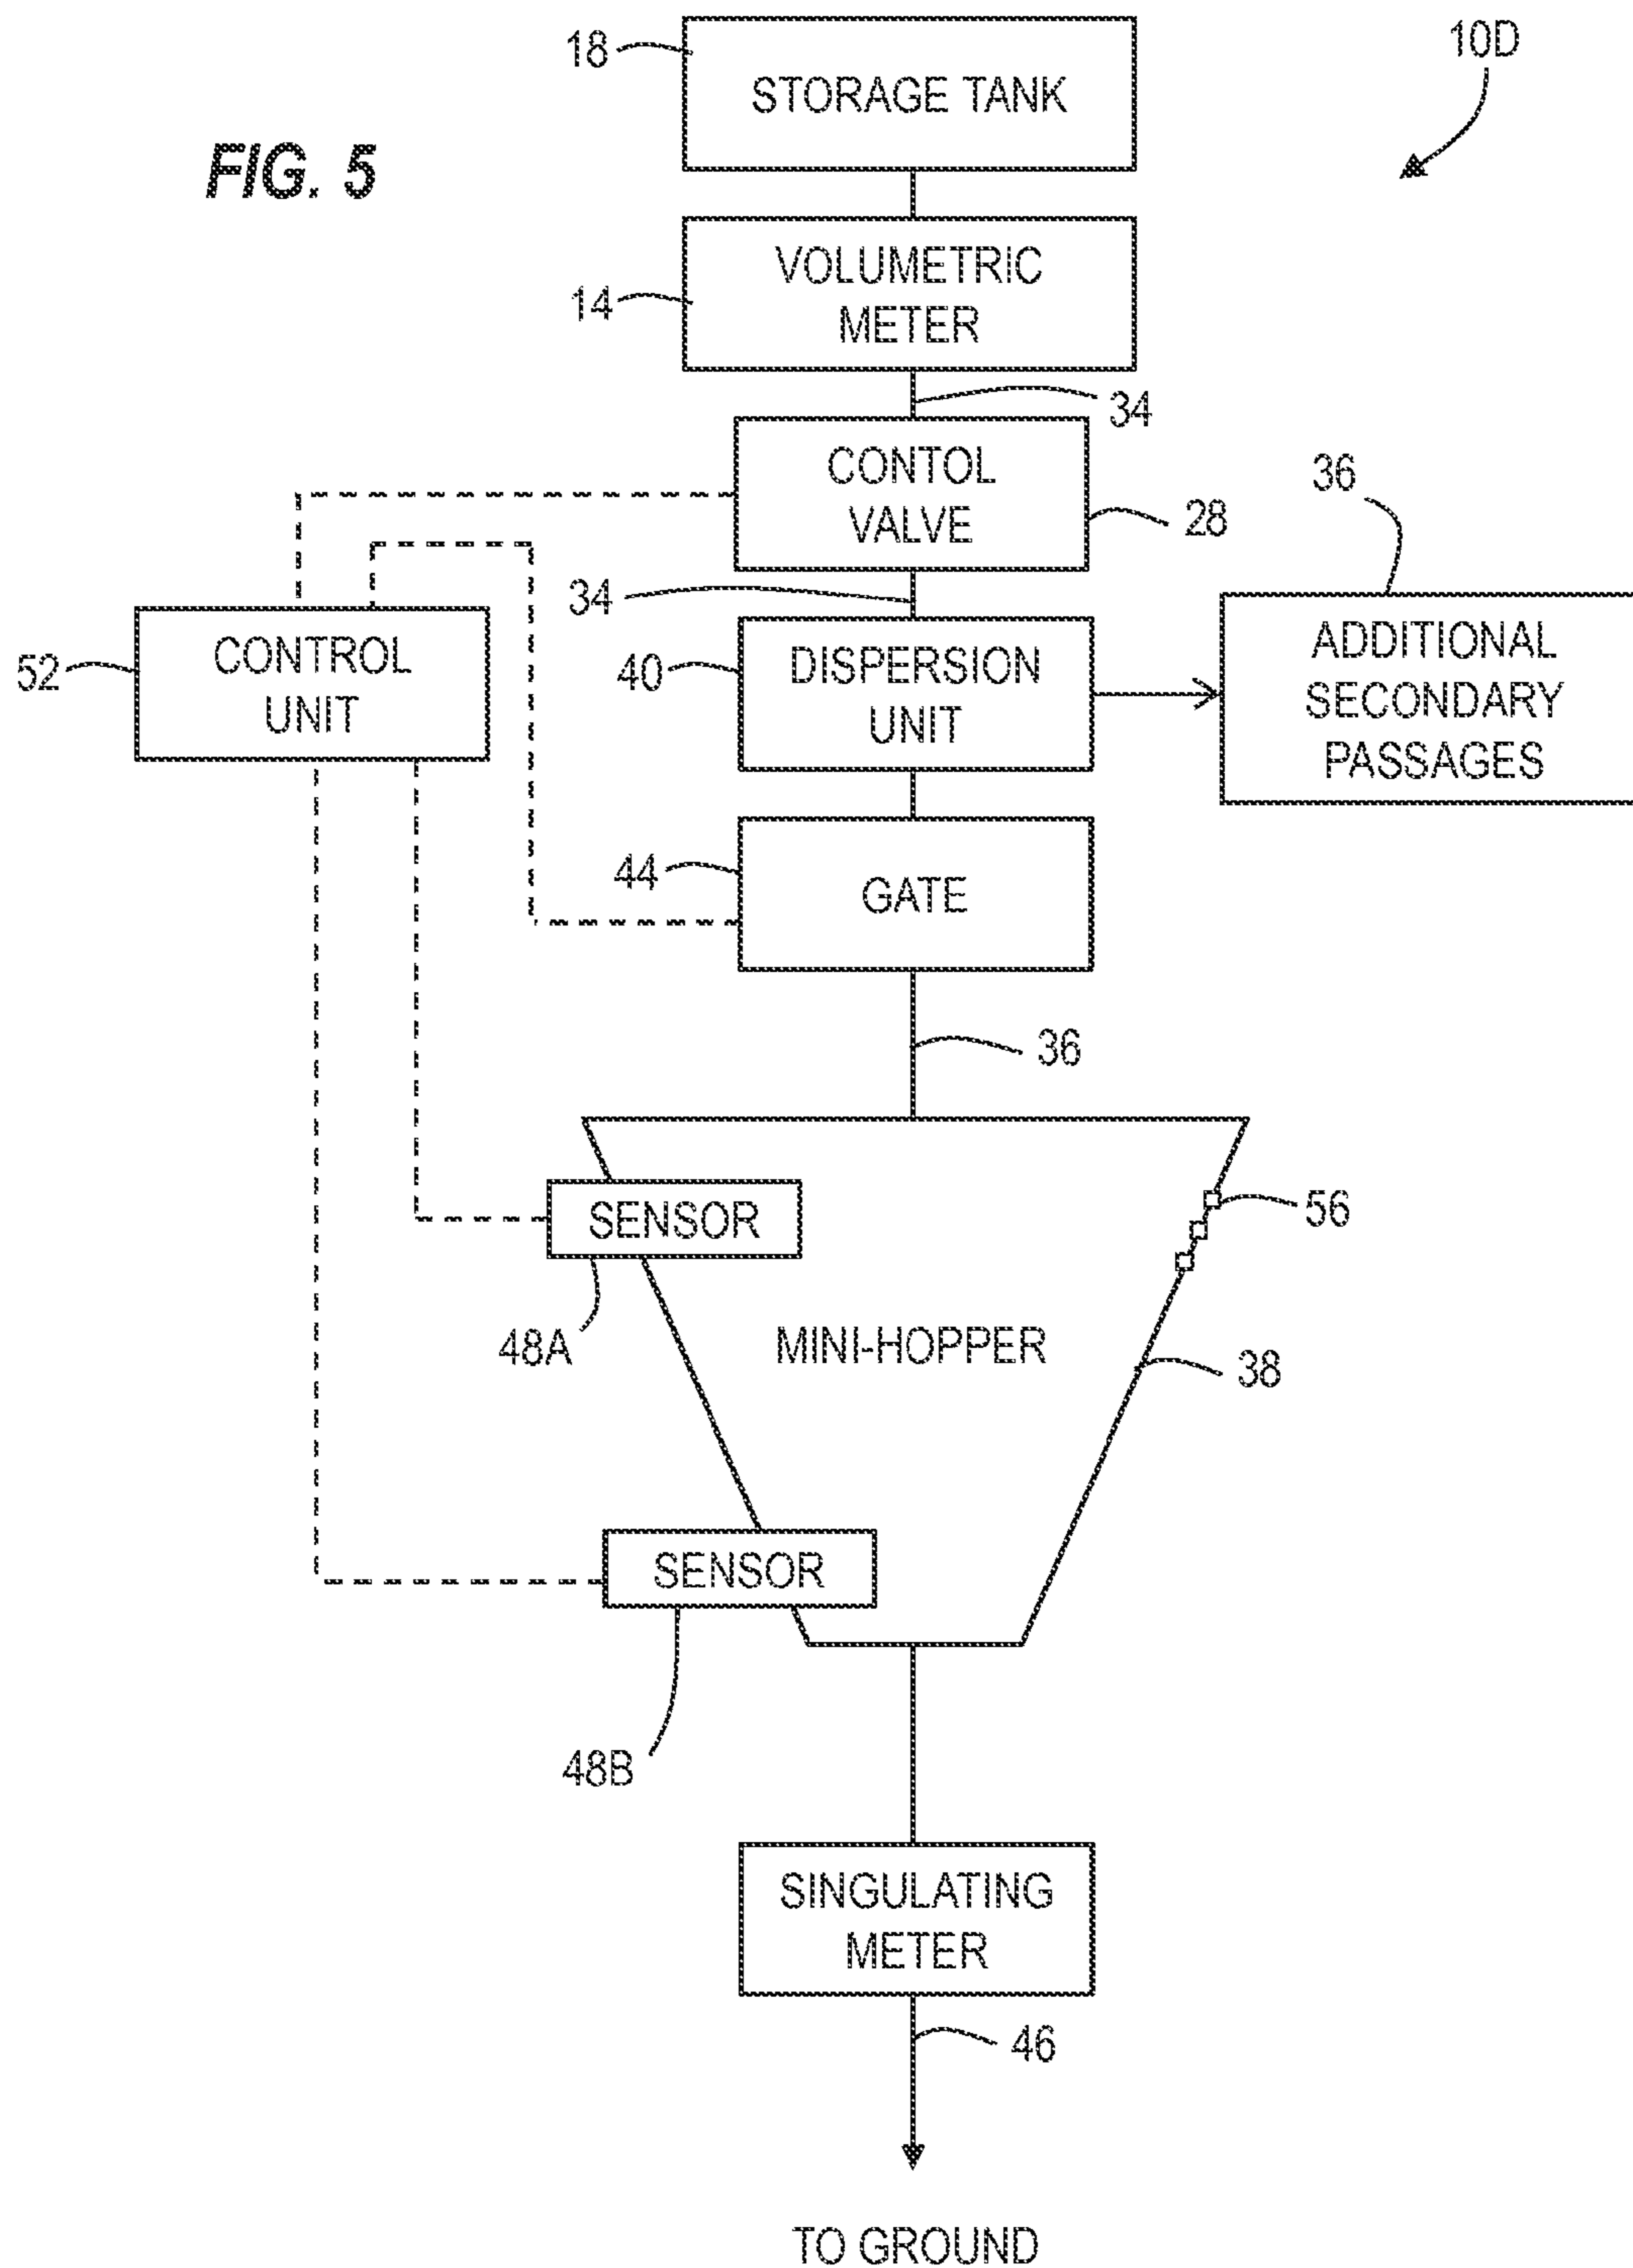 FIG. 5
10D
18
STORAGE TANK
14
VOLUMETRIC
METER
34
CONTOL
VALVE
28
36
34
52
CONTROL
UNIT
40
DISPERSION
UNIT
ADDITIONAL
SECONDARY
PASSAGES
44
GATE
36
SENSOR
56
48A
MINI-HOPPER
38
SENSOR
48B
SINGULATING
METER
46
TO GROUND